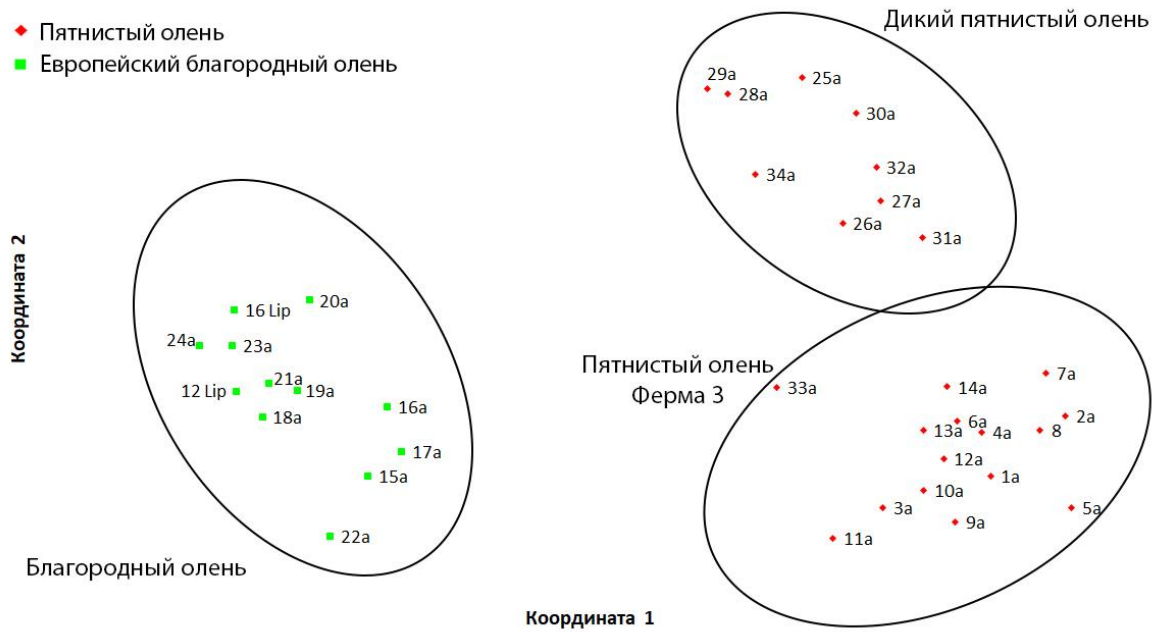 Пятнистый олень
Европейский благородный олень
Дикий пятнистый олень
29a
28a
25a
30a
34a
32a
27a
26a
31a
Координата 2
16 Lip
20a
24a
23a
12 Lip
21a
19a
18a
16a
17a
15a
22a
Благородный олень
Пятнистый олень
Ферма 3
33a
14a
7a
6a
2a
13a
4a
8
12a
1a
10a
3a
9a
5a
11a
Координата 1